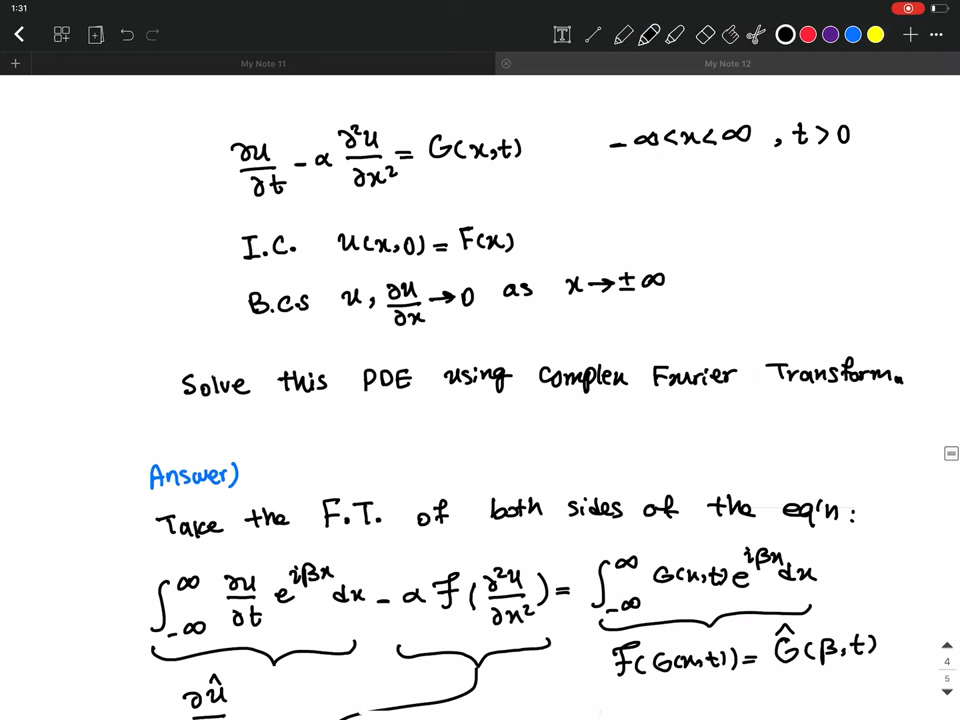 1:31
My Note 11
My Note 12
∂u/∂t - α ∂²u/∂x² = G(x,t)   -∞<x<∞ , t>0
I.C. u(x,0) = F(x)
B.C.s u, ∂u/∂x → 0 as x → ± ∞
Solve this PDE using Complex Fourier Transform.
Answer)
Take the F.T. of both sides of the eq'n:
∫_{-∞}^{∞} ∂u/∂t e^{iβx} dx - α F(∂²u/∂x²) = ∫_{-∞}^{∞} G(x,t) e^{iβx} dx
F(G(x,t)) = Ĝ(β,t)
∂û
4
5